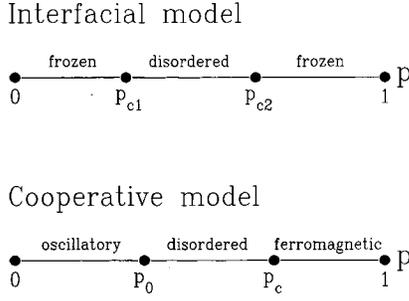 Interfacial model
frozen disordered frozen
p
0 p_c1 p_c2 1
Cooperative model
oscillatory disordered ferromagnetic
p
0 p_0 p_c 1